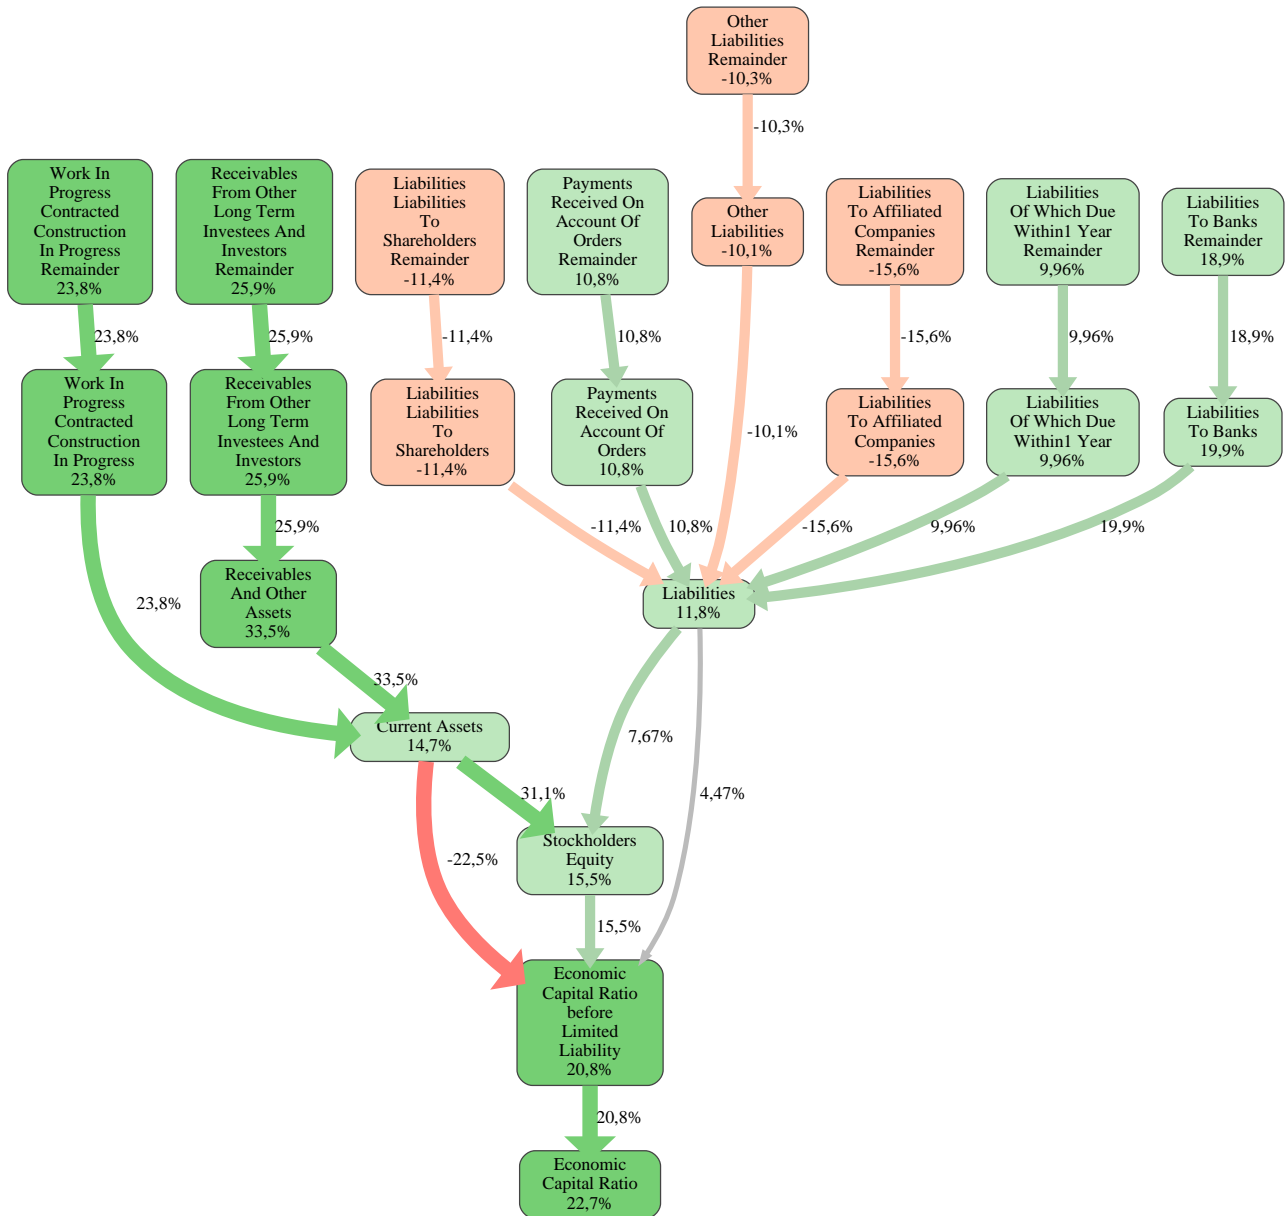 Other
Liabilities
Remainder
-10,3%
-10,3%
Work In
Progress
Contracted
Construction
In Progress
Remainder
23,8%
Receivables
From Other
Long Term
Investees And
Investors
Remainder
25,9%
Liabilities
Liabilities
To
Shareholders
Remainder
-11,4%
Payments
Received On
Account Of
Orders
Remainder
10,8%
Other
Liabilities
-10,1%
Liabilities
To Affiliated
Companies
Remainder
-15,6%
Liabilities
Of Which Due
Within1 Year
Remainder
9,96%
Liabilities
To Banks
Remainder
18,9%
23,8%
25,9%
-11,4%
10,8%
-15,6%
9,96%
18,9%
Work In
Progress
Contracted
Construction
In Progress
23,8%
Receivables
From Other
Long Term
Investees And
Investors
25,9%
Liabilities
Liabilities
To
Shareholders
-11,4%
Payments
Received On
Account Of
Orders
10,8%
-10,1%
Liabilities
To Affiliated
Companies
-15,6%
Liabilities
Of Which Due
Within1 Year
9,96%
Liabilities
To Banks
19,9%
25,9%
-11,4%
10,8%
-15,6%
9,96%
19,9%
23,8%
Receivables
And Other
Assets
33,5%
Liabilities
11,8%
33,5%
Current Assets
14,7%
7,67%
31,1%
4,47%
-22,5%
Stockholders
Equity
15,5%
15,5%
Economic
Capital Ratio
before
Limited
Liability
20,8%
20,8%
Economic
Capital Ratio
22,7%